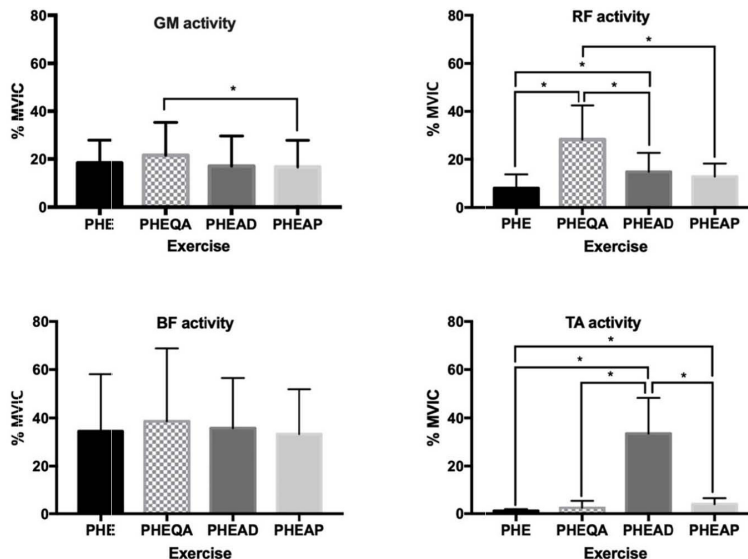 GM activity
% MVIC
80
60
40
20
0
*
PHE PHEQA PHEAD PHEAP
Exercise
RF activity
% MVIC
80
60
40
20
0
*
*
* *
PHE PHEQA PHEAD PHEAP
Exercise
BF activity
% MVIC
80
60
40
20
0
PHE PHEQA PHEAD PHEAP
Exercise
TA activity
% MVIC
80
60
40
20
0
*
*
* *
PHE PHEQA PHEAD PHEAP
Exercise